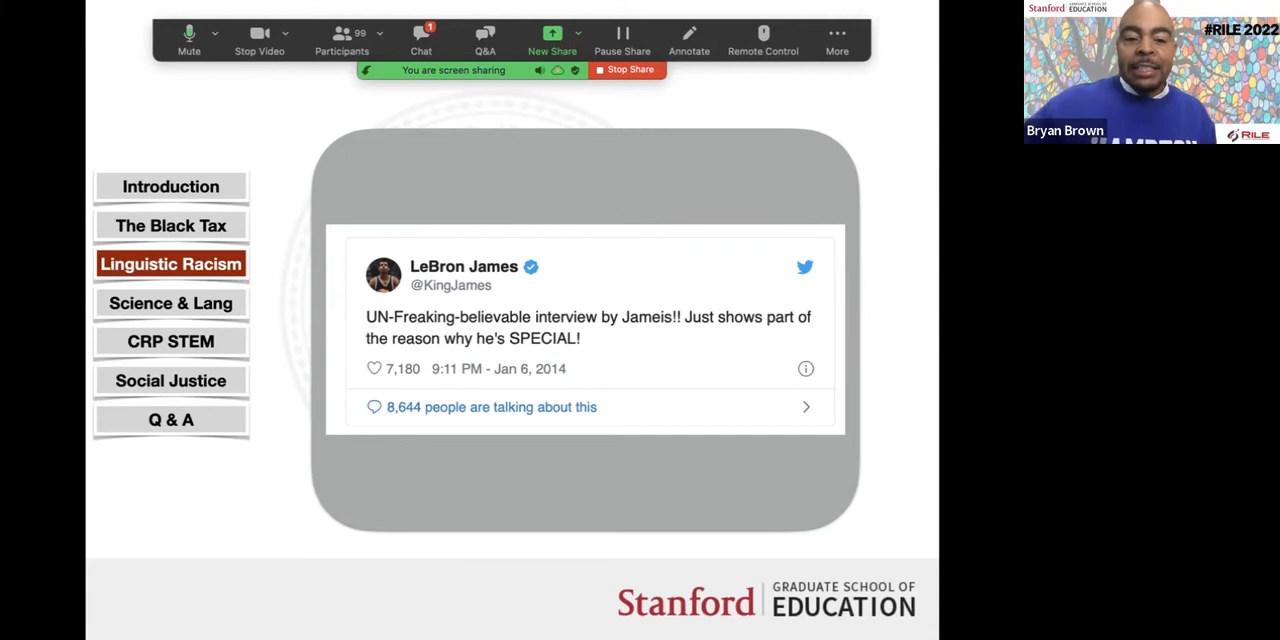 Mute
Stop Video
99
Participants
1
Chat
Q&A
New Share
Pause Share
Annotate
Remote Control
More
You are screen sharing
Stop Share
Stanford GRADUATE SCHOOL OF
EDUCATION
#RILE 2022
Bryan Brown
RILE
Introduction
The Black Tax
Linguistic Racism
Science & Lang
CRP STEM
Social Justice
Q & A
LeBron James
@KingJames
UN-Freaking-believable interview by Jameis!! Just shows part of
the reason why he's SPECIAL!
7,180 9:11 PM - Jan 6, 2014
8,644 people are talking about this
Stanford
GRADUATE SCHOOL OF
EDUCATION